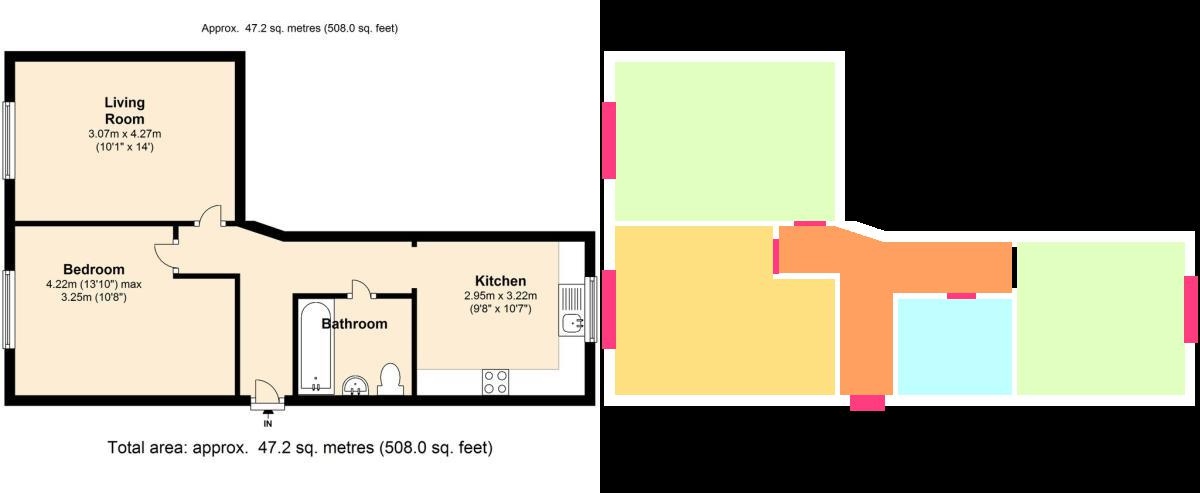 Approx. 47.2 sq. metres (508.0 sq. feet)
Living
Room
3.07m x 4.27m
(10'1" x 14')
Bedroom
4.22m (13'10") max
3.25m (10'8")
Kitchen
2.95m x 3.22m
(9'8" x 10'7")
Bathroom
IN
Total area: approx. 47.2 sq. metres (508.0 sq. feet)